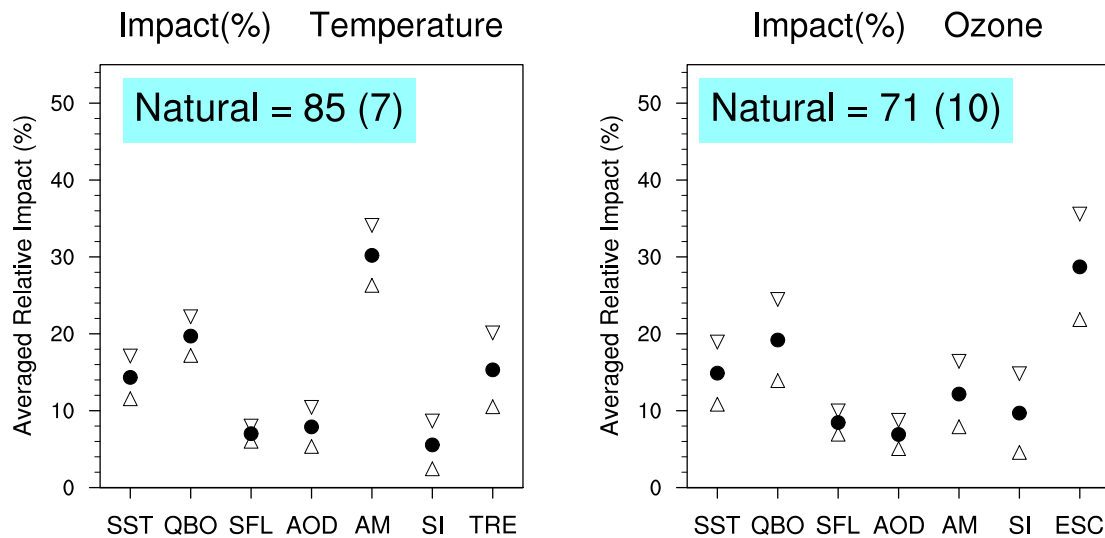 Impact(%) Temperature
Natural = 85 (7)
Averaged Relative Impact (%)
50
40
30
20
10
0
SST QBO SFL AOD AM SI TRE
Impact(%) Ozone
Natural = 71 (10)
Averaged Relative Impact (%)
50
40
30
20
10
0
SST QBO SFL AOD AM SI ESC